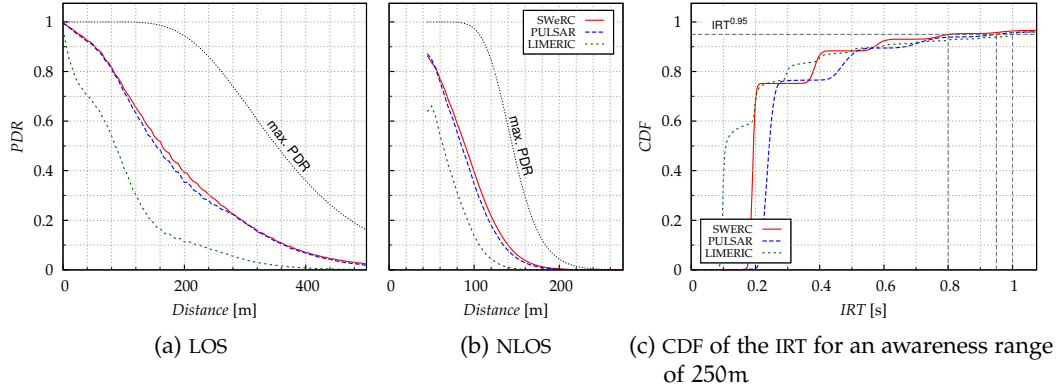 PDR
1
0.8
0.6
0.4
0.2
0
0
200
400
Distance [m]
max. PDR
(a) LOS
SWeRC
PULSAR
LIMERIC
max. PDR
0
100
200
Distance [m]
(b) NLOS
CDF
1
0.8
0.6
0.4
0.2
0
IRT0.95
SWERC
PULSAR
LIMERIC
0
0.2
0.4
0.6
0.8
1
IRT [s]
(c) CDF of the IRT for an awareness range
of 250m